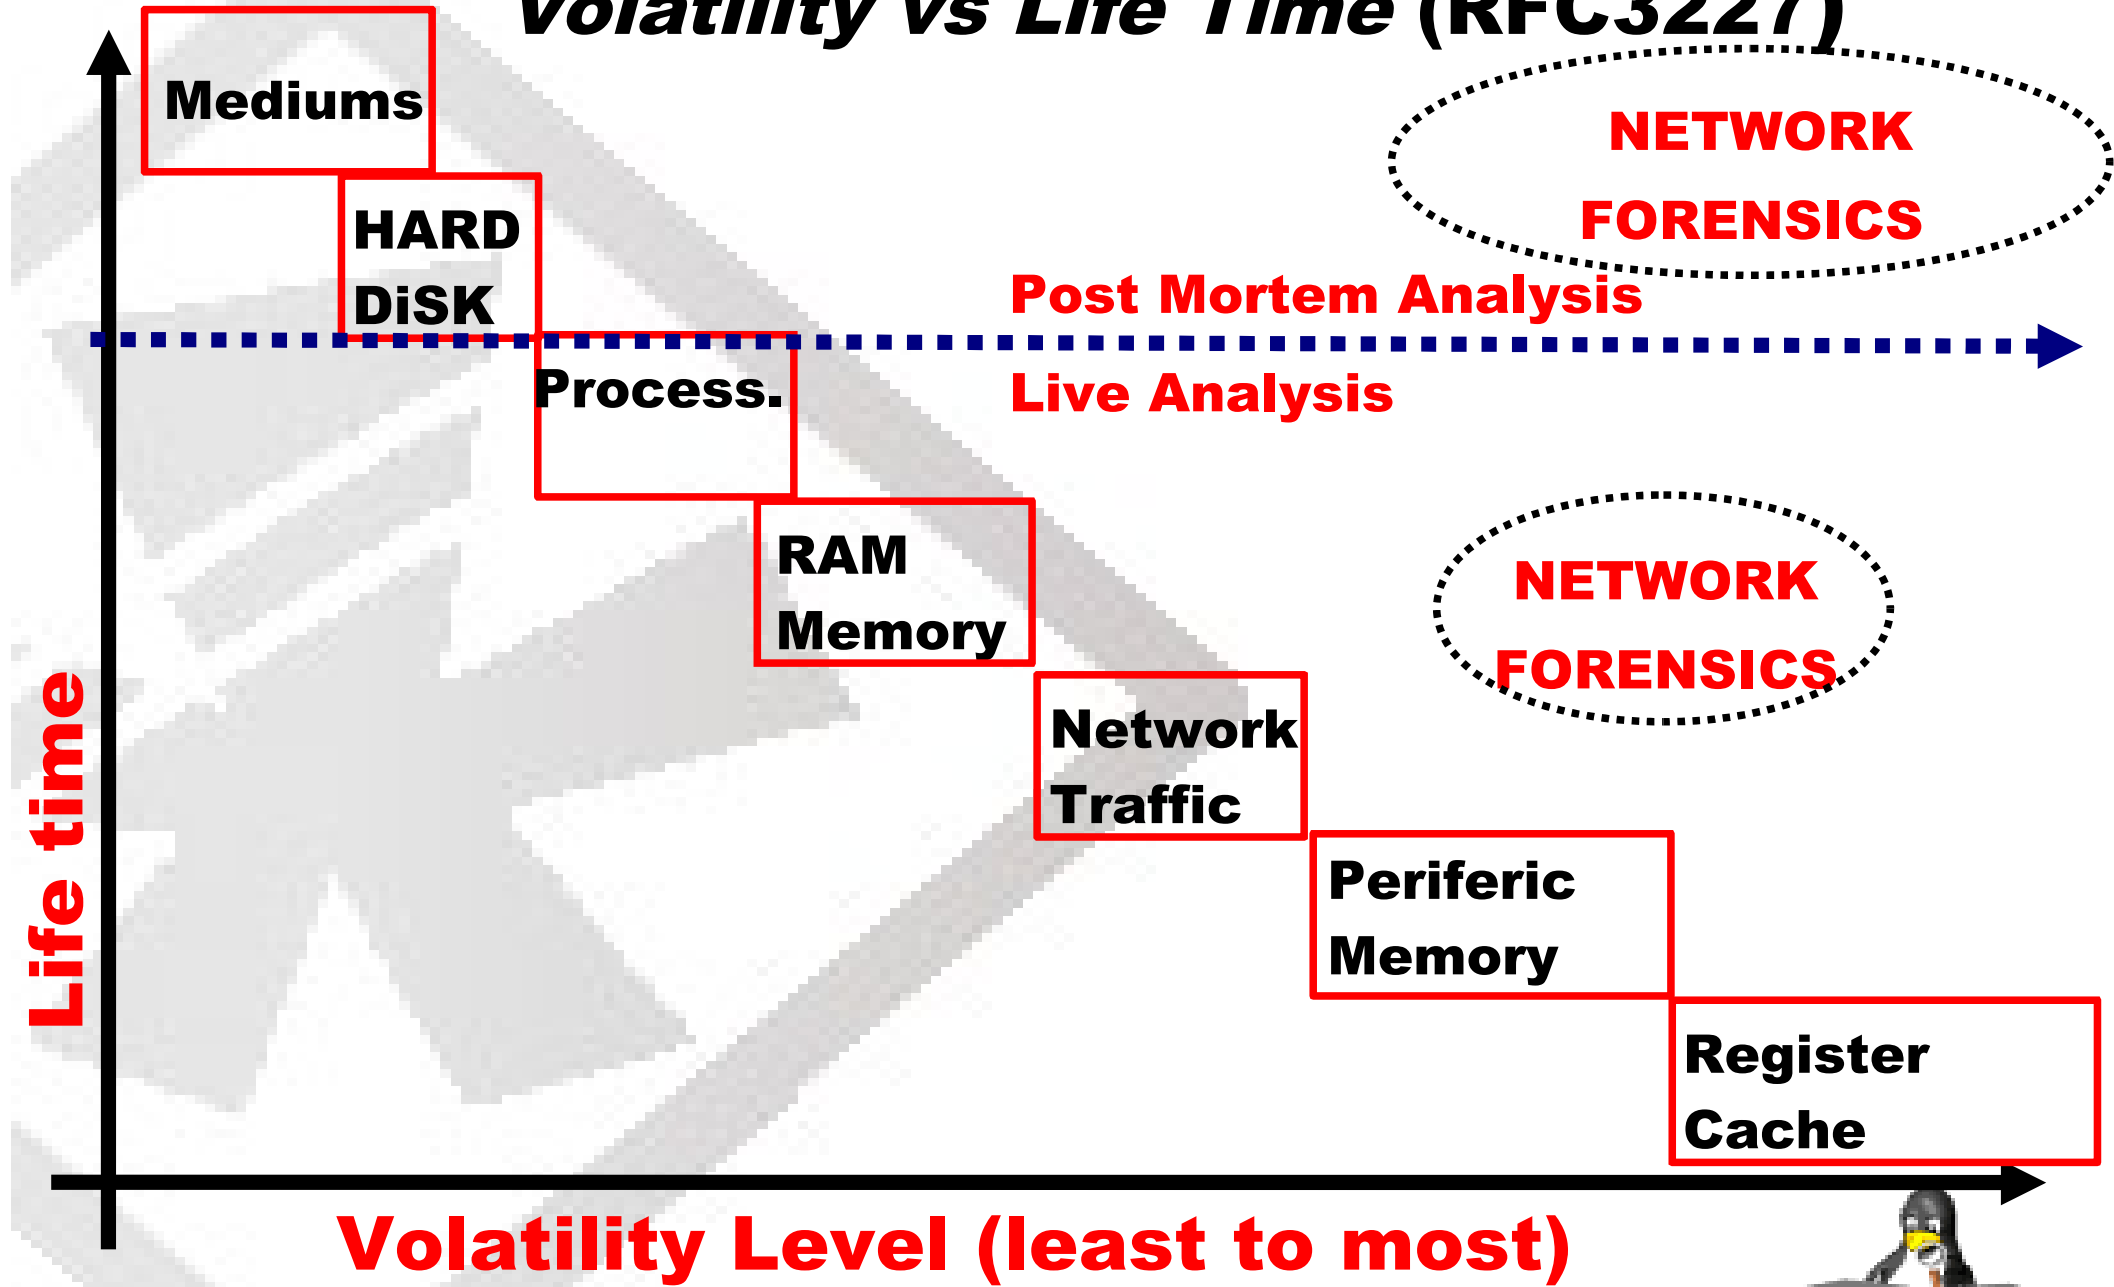 Volatility vs Life Time (RFC3227)
Mediums
NETWORK
FORENSICS
HARD
DiSK
Post Mortem Analysis
Process.
Live Analysis
RAM
Memory
NETWORK
FORENSICS
Network
Traffic
Periferic
Memory
Register
Cache
Life time
Volatility Level (least to most)